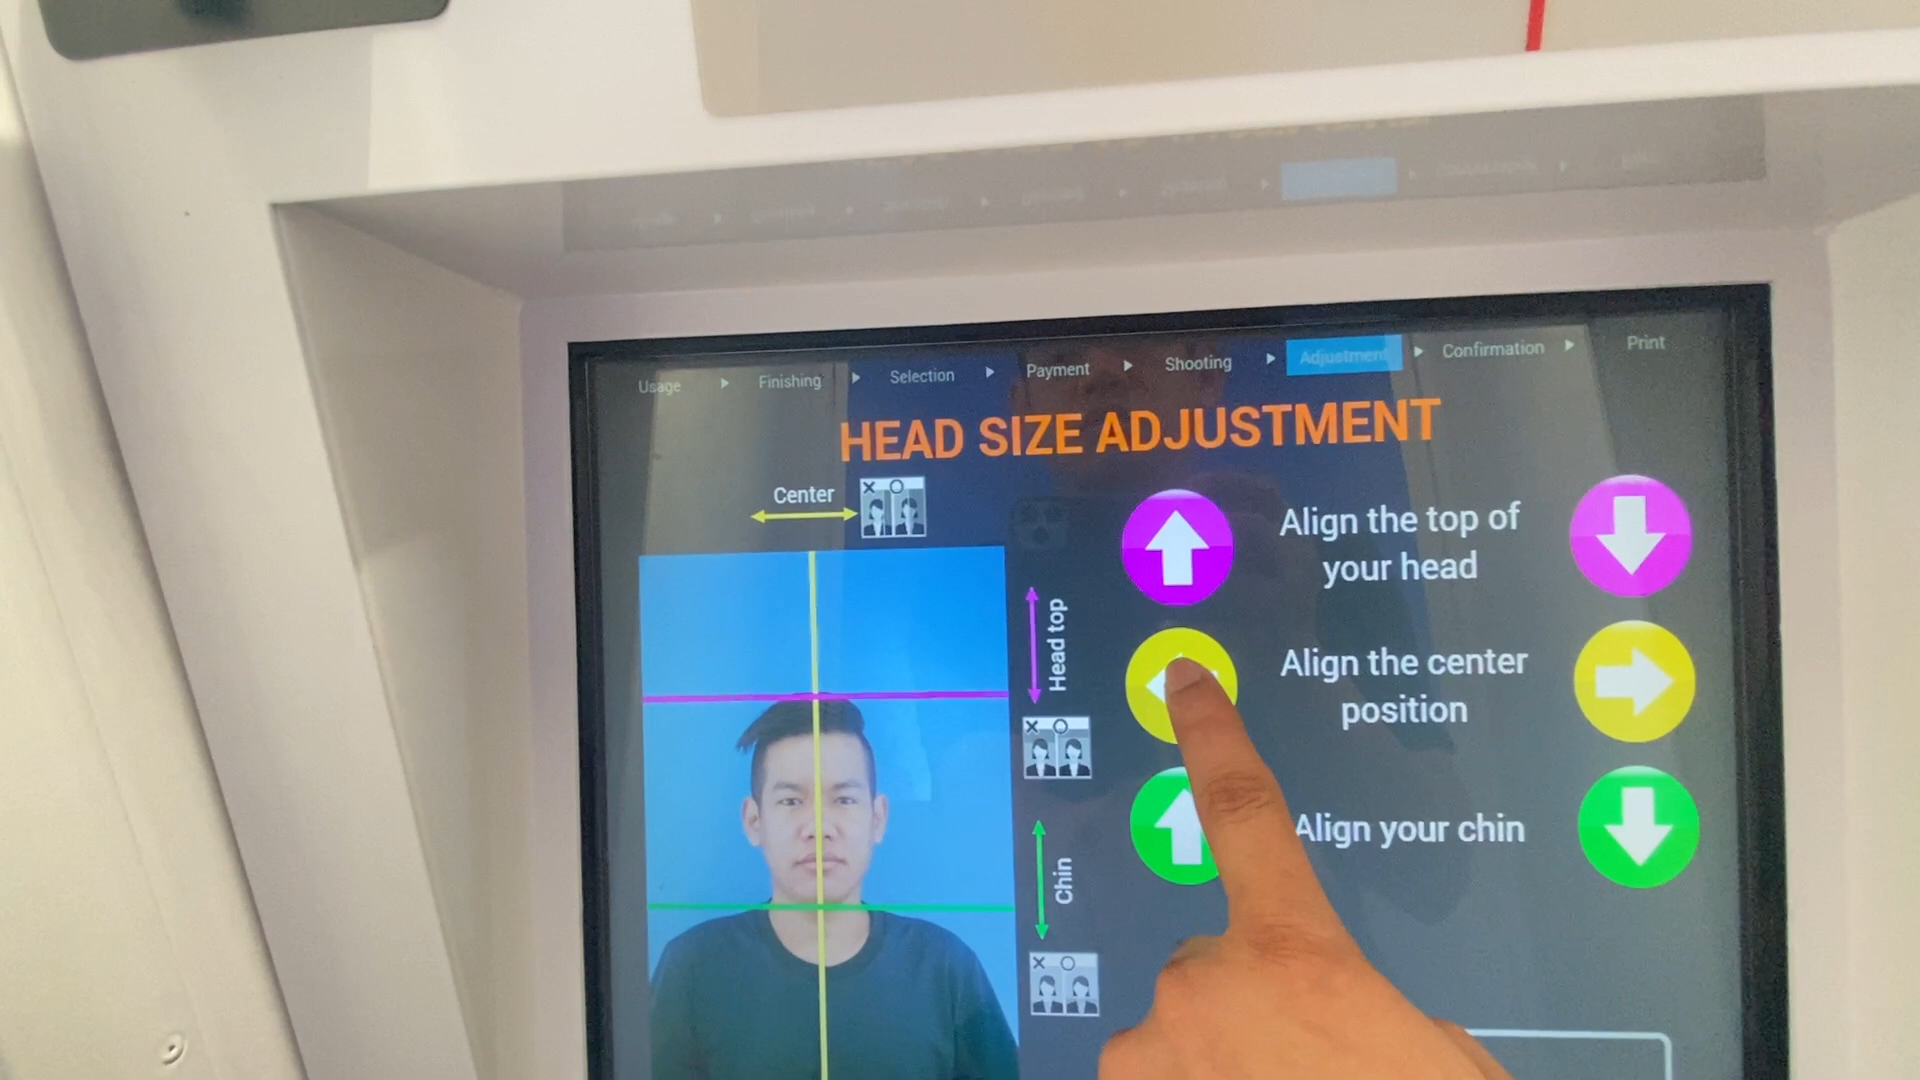 Usage ▶ Finishing ▶ Selection ▶ Payment ▶ Shooting ▶ Adjustment ▶ Confirmation ▶ Print
HEAD SIZE ADJUSTMENT
Center
Align the top of
your head
Head top
Align the center
position
Align your chin
Chin